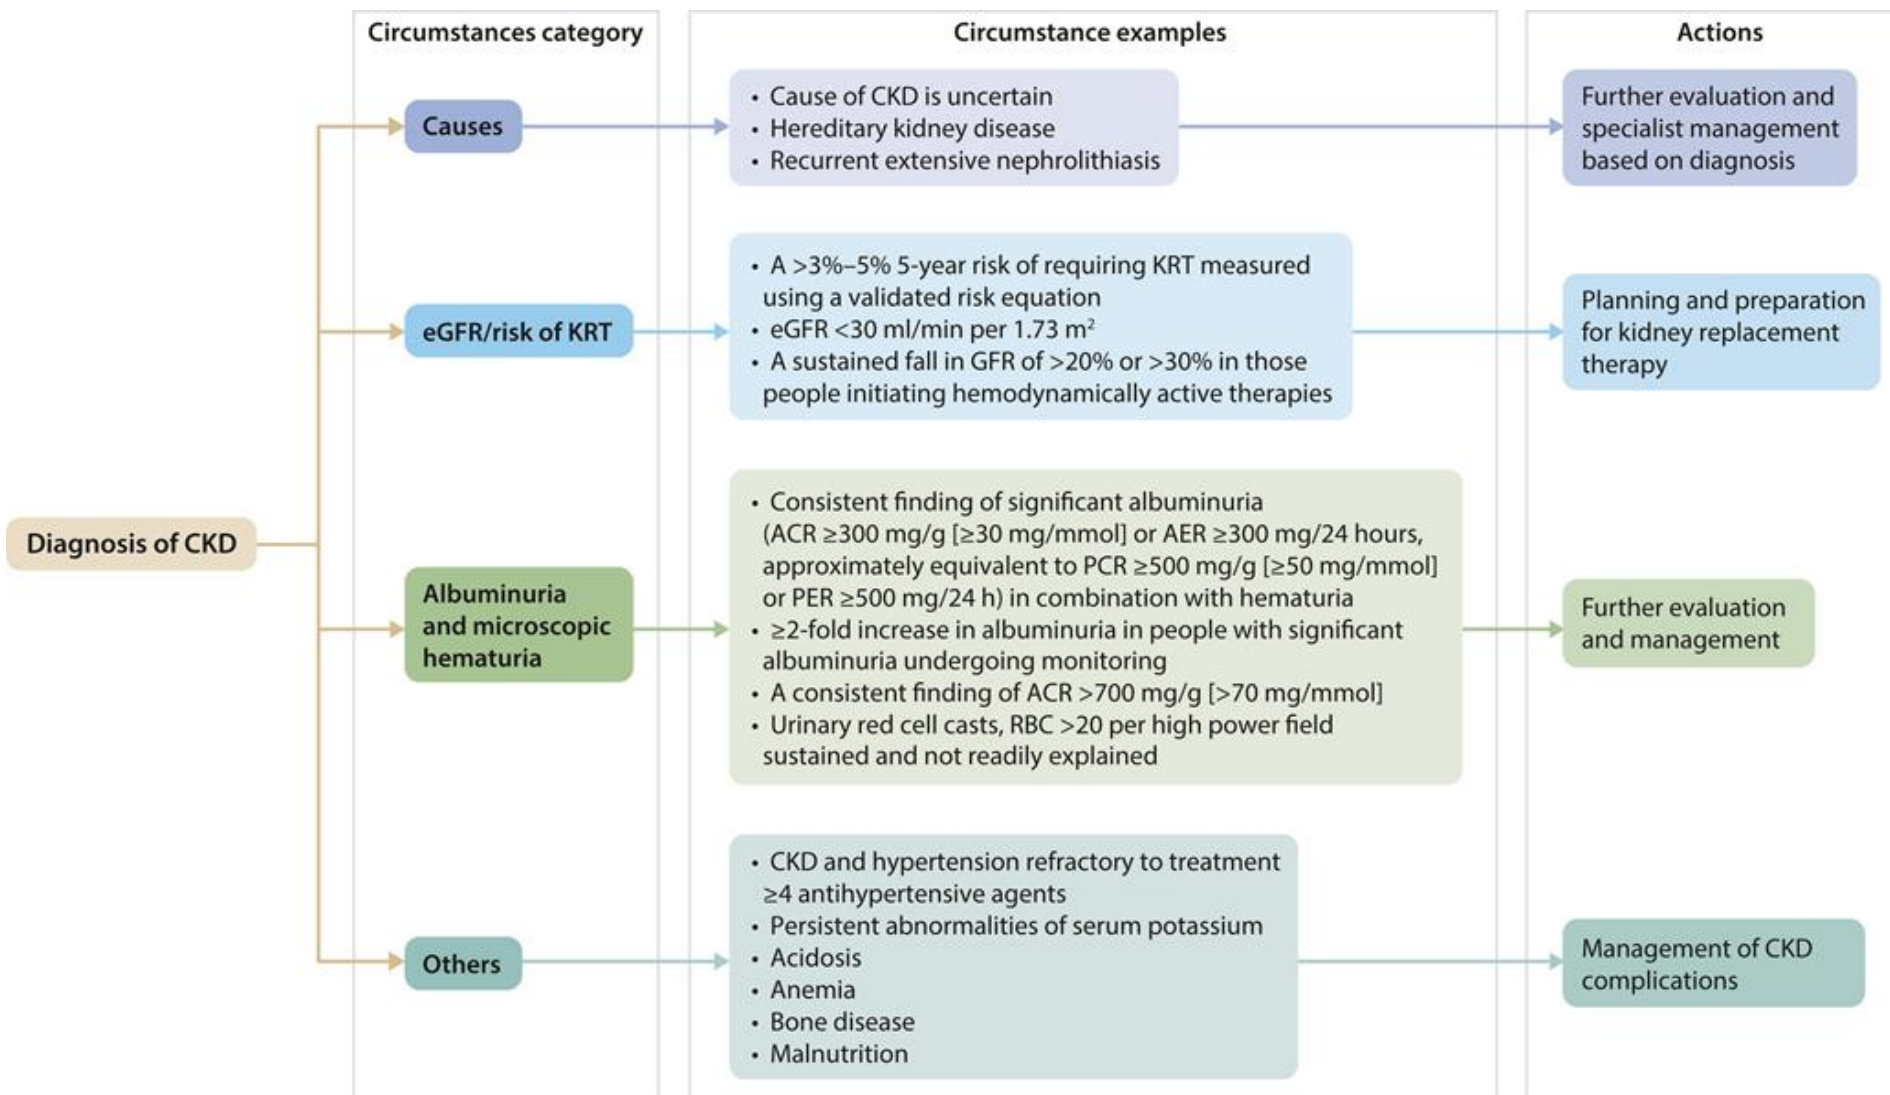 Circumstances category
Circumstance examples
Actions
Diagnosis of CKD
Causes
• Cause of CKD is uncertain
• Hereditary kidney disease
• Recurrent extensive nephrolithiasis
Further evaluation and
specialist management
based on diagnosis
eGFR/risk of KRT
• A >3%–5% 5-year risk of requiring KRT measured
using a validated risk equation
• eGFR <30 ml/min per 1.73 m²
• A sustained fall in GFR of >20% or >30% in those
people initiating hemodynamically active therapies
Planning and preparation
for kidney replacement
therapy
Albuminuria
and microscopic
hematuria
• Consistent finding of significant albuminuria
(ACR ≥300 mg/g [≥30 mg/mmol] or AER ≥300 mg/24 hours,
approximately equivalent to PCR ≥500 mg/g [≥50 mg/mmol]
or PER ≥500 mg/24 h) in combination with hematuria
• ≥2-fold increase in albuminuria in people with significant
albuminuria undergoing monitoring
• A consistent finding of ACR >700 mg/g [>70 mg/mmol]
• Urinary red cell casts, RBC >20 per high power field
sustained and not readily explained
Further evaluation
and management
Others
• CKD and hypertension refractory to treatment
≥4 antihypertensive agents
• Persistent abnormalities of serum potassium
• Acidosis
• Anemia
• Bone disease
• Malnutrition
Management of CKD
complications